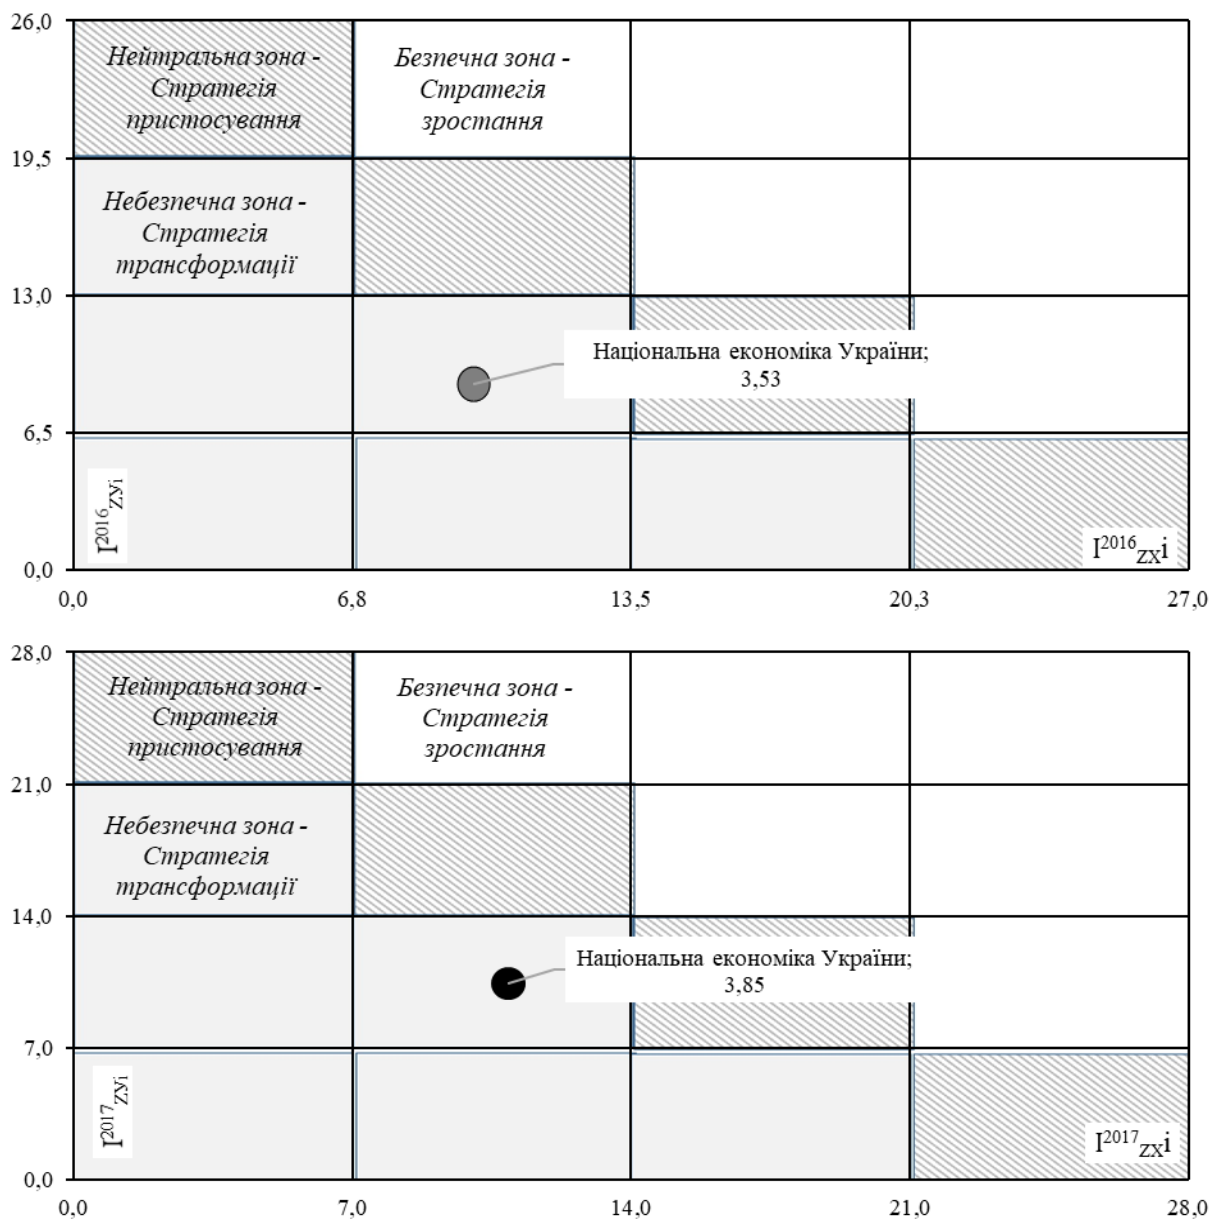 26,0
Нейтральна зона -
Стратегія
пристосування
Безпечна зона -
Стратегія
зростання
19,5
Небезпечна зона -
Стратегія
трансформації
13,0
Національна економіка України;
3,53
6,5
I²⁰¹⁶ZУi
I²⁰¹⁶ZXi
0,0
0,0 6,8 13,5 20,3 27,0
28,0
Нейтральна зона -
Стратегія
пристосування
Безпечна зона -
Стратегія
зростання
21,0
Небезпечна зона -
Стратегія
трансформації
14,0
Національна економіка України;
3,85
7,0
I²⁰¹⁷ZУi
I²⁰¹⁷ZXi
0,0
0,0 7,0 14,0 21,0 28,0